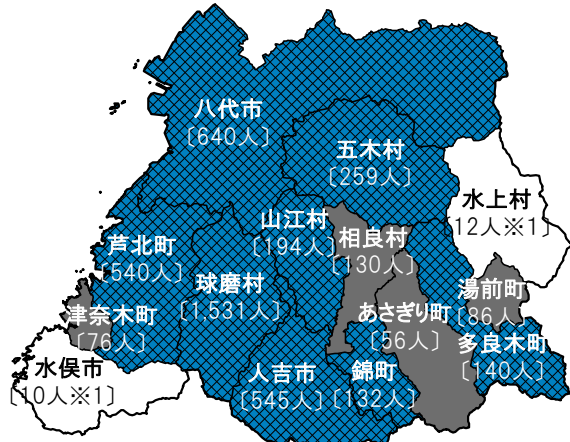 八代市
〔640人〕
五木村
〔259人〕
水上村
〔12人※1〕
山江村
〔194人〕
相良村
〔130人〕
芦北町
〔540人〕
球磨村
〔1,531人〕
湯前町
〔86人〕
あさぎり町
〔56人〕
津奈木町
〔76人〕
多良木町
〔140人〕
水俣市
〔10人※1〕
人吉市
〔545人〕
錦町
〔132人〕